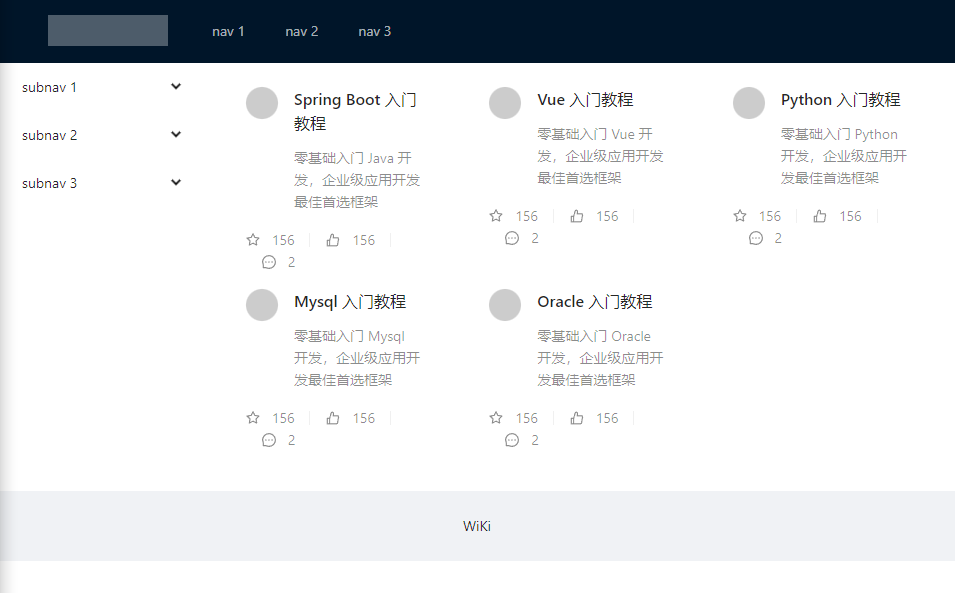 nav 1
nav 2
nav 3
subnav 1
subnav 2
subnav 3
Spring Boot 入门
教程
零基础入门 Java 开
发，企业级应用开发
最佳首选框架
156
156
2
Vue 入门教程
零基础入门 Vue 开
发，企业级应用开发
最佳首选框架
156
156
2
Python 入门教程
零基础入门 Python
开发，企业级应用开
发最佳首选框架
156
156
2
Mysql 入门教程
零基础入门 Mysql
开发，企业级应用开
发最佳首选框架
156
156
2
Oracle 入门教程
零基础入门 Oracle
开发，企业级应用开
发最佳首选框架
156
156
2
WiKi